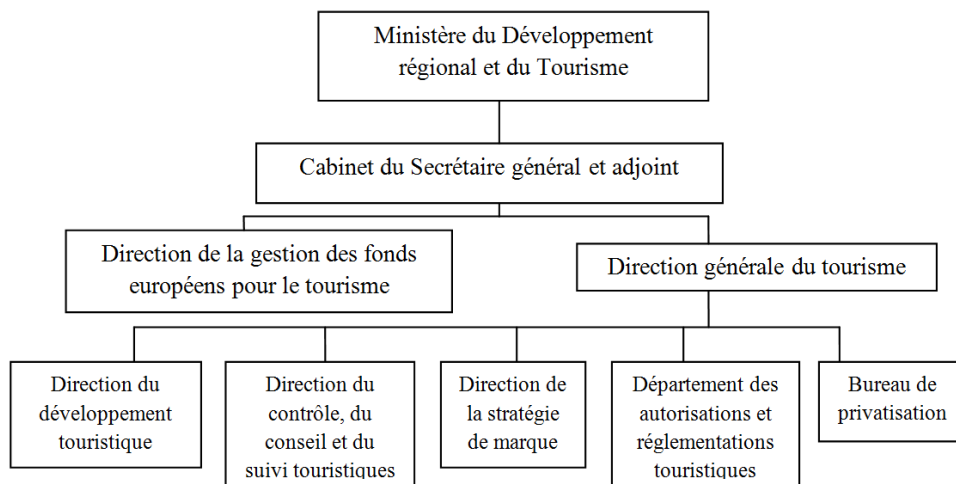 Ministère du Développement
régional et du Tourisme
Cabinet du Secrétaire général et adjoint
Direction de la gestion des fonds
européens pour le tourisme
Direction générale du tourisme
Direction du
développement
touristique
Direction du
contrôle, du
conseil et du
suivi touristiques
Direction de
la stratégie
de marque
Département des
autorisations et
réglementations
touristiques
Bureau de
privatisation